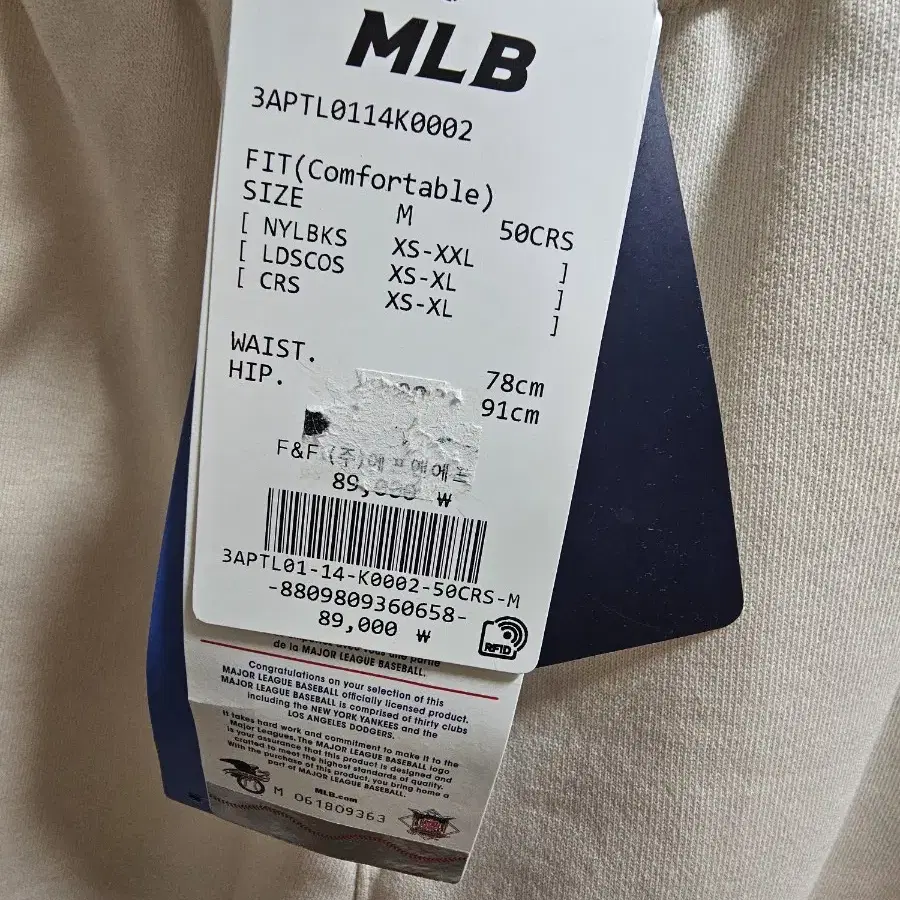 MLB
3APTL0114K0002
FIT(Comfortable)
SIZE M 50CRS
[ NYLBKS XS-XXL ]
[ LDSCOS XS-XL ]
[ CRS XS-XL ]
WAIST. 78cm
HIP. 91cm
F&F (주)에프에프
89,000 ₩
3APTL01-14-K0002-50CRS-M
-8809809360658-
89,000 ₩
RFID
de la MAJOR LEAGUE BASEBALL.
Congratulations on your selection of this
MAJOR LEAGUE BASEBALL officially licensed product.
MAJOR LEAGUE BASEBALL is comprised of thirty clubs
including the NEW YORK YANKEES and the
LOS ANGELES DODGERS.
It takes hard work and commitment to make it to the
Major Leagues. The MAJOR LEAGUE BASEBALL logo
is your assurance that this product is designed and
crafted to meet the highest standards of quality.
With the purchase of this product, you bring home a
part of MAJOR LEAGUE BASEBALL.
MLB.com
M 061809363